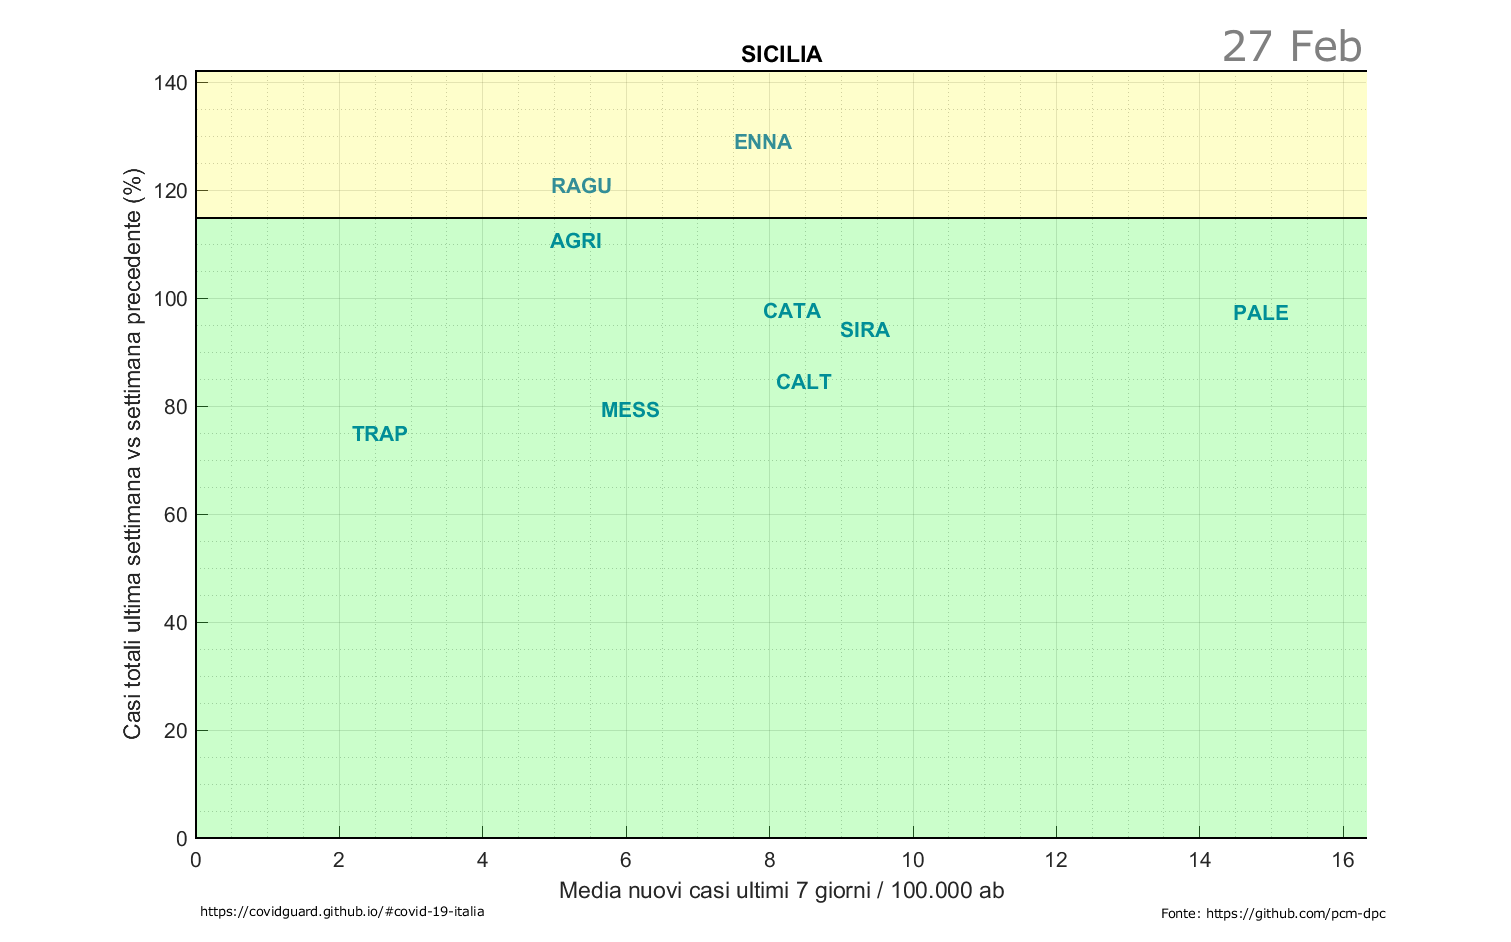 27 Feb
SICILIA
Casi totali ultima settimana vs settimana precedente (%)
140
120
100
80
60
40
20
0
ENNA
RAGU
AGRI
CATA
PALE
SIRA
CALT
MESS
TRAP
0 2 4 6 8 10 12 14 16
Media nuovi casi ultimi 7 giorni / 100.000 ab
https://covidguard.github.io/#covid-19-italia
Fonte: https://github.com/pcm-dpc